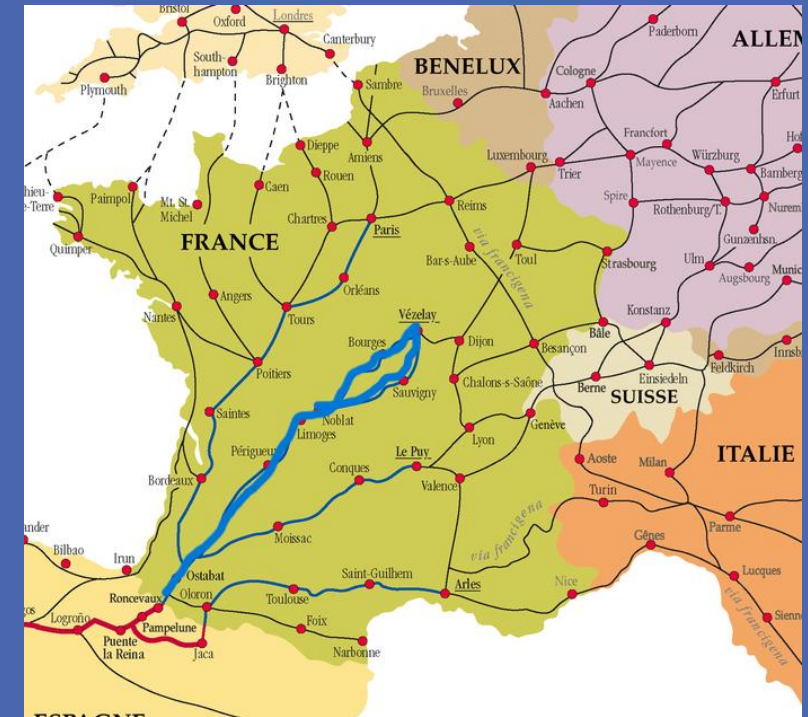 Bristol
Oxford
Londres
Canterbury
South-
hampton
Brighton
Plymouth
Paderborn
BENELUX
Bruxelles
Sambre
Cologne
Aachen
Erfurt
Dieppe
Amiens
Rouen
Luxembourg
Trier
Francfort
Mayence
Würzburg
Bamberg
Paimpol
Mt. St.
Michel
Caen
Chartres
Paris
Reims
Spire
Rothenburg/T.
Quimper
FRANCE
Bar-s-Aube
via francigena
Toul
Strasbourg
Gunzenhsn.
Ulm
Augsbourg
Angers
Orléans
Nantes
Tours
Vézelay
Konstanz
Bâle
Bourges
Dijon
Besançon
Poitiers
Sauvigny
Chalons-s-Saône
Berne
Einsiedeln
Feldkirch
SUISSE
Saintes
Noblat
Limoges
Genève
Lyon
Périgueu
Le Puy
Conques
Valence
Bordeaux
Aoste
Milan
ITALIE
Turin
Moissac
via francigena
Parme
Gênes
Bilbao
Irun
Ostabat
Roncevaux
Oloron
Toulouse
Saint-Guilhem
Arles
Nice
Lucques
Logroño
Pampelune
Puente
la Reina
Jaca
Foix
Narbonne
via francigena
ESPAGNE